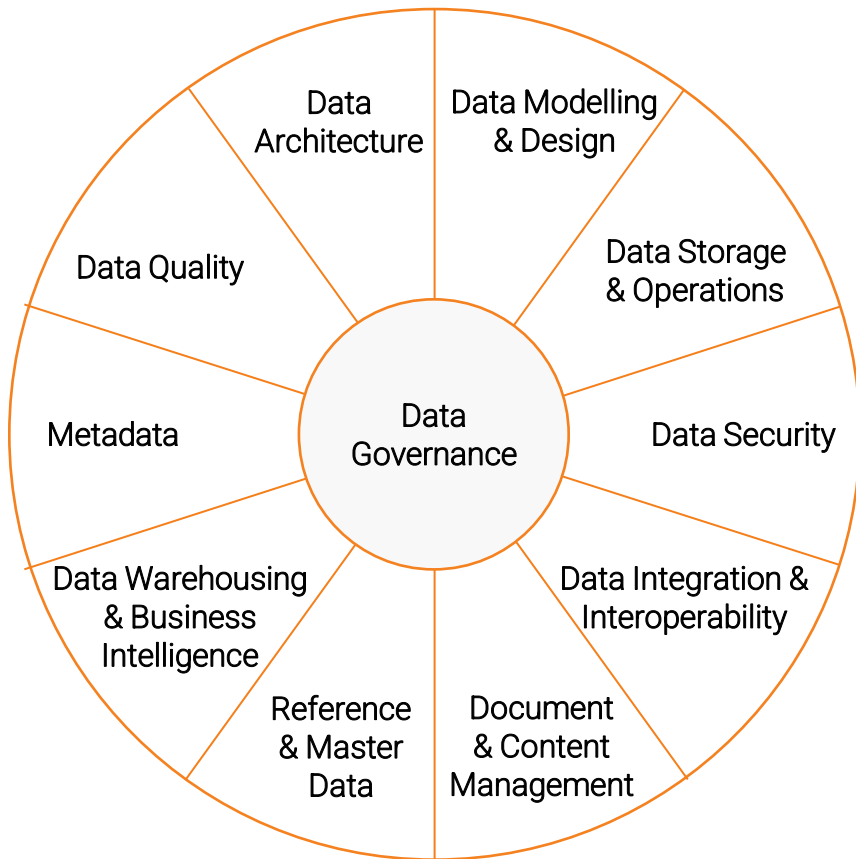 Data
Architecture
Data Modelling
& Design
Data Storage
& Operations
Data Security
Data Integration &
Interoperability
Document
& Content
Management
Reference
& Master
Data
Data Warehousing
& Business
Intelligence
Metadata
Data Quality
Data
Governance